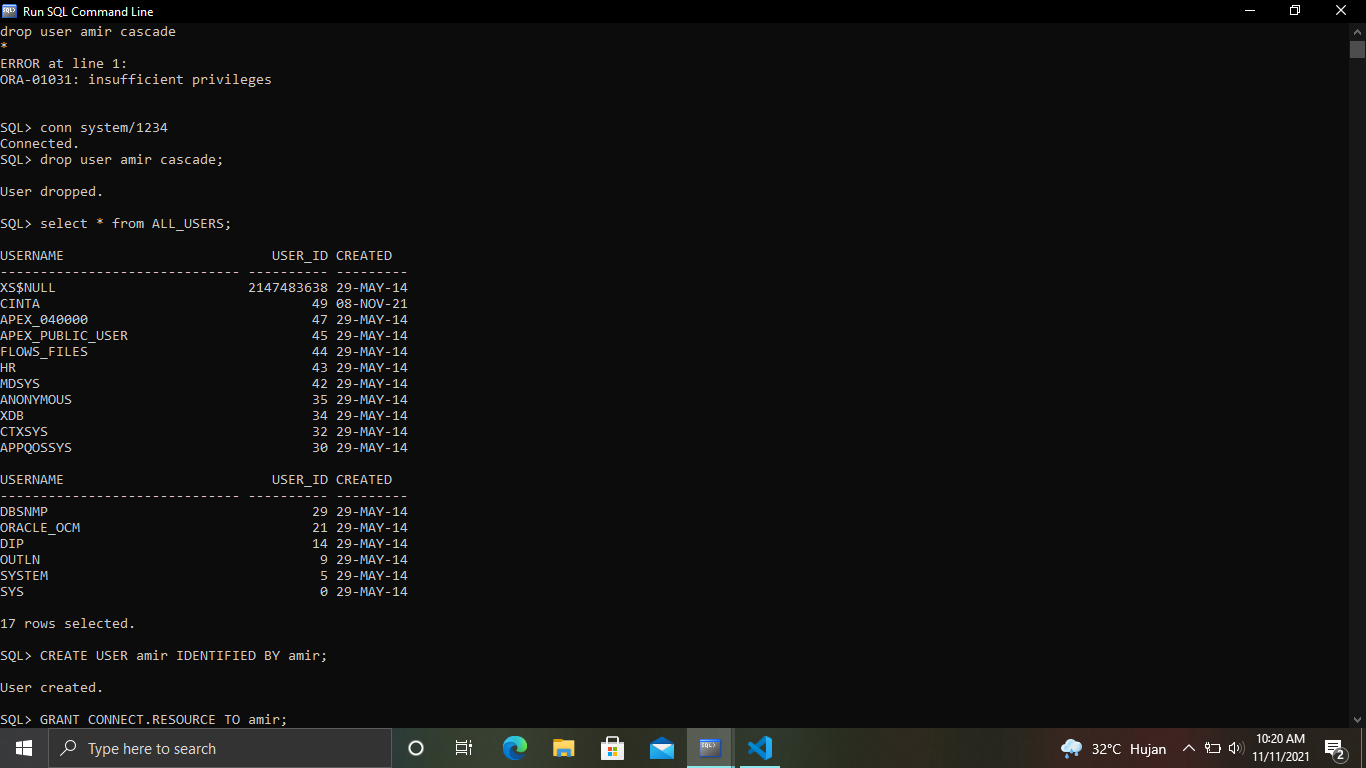 Run SQL Command Line
drop user amir cascade
*
ERROR at line 1:
ORA-01031: insufficient privileges
SQL> conn system/1234
Connected.
SQL> drop user amir cascade;
User dropped.
SQL> select * from ALL_USERS;
USERNAME                          USER_ID CREATED
------------------------------ ---------- ---------
XS$NULL                        2147483638 29-MAY-14
CINTA                                  49 08-NOV-21
APEX_040000                            47 29-MAY-14
APEX_PUBLIC_USER                       45 29-MAY-14
FLOWS_FILES                            44 29-MAY-14
HR                                     43 29-MAY-14
MDSYS                                  42 29-MAY-14
ANONYMOUS                              35 29-MAY-14
XDB                                    34 29-MAY-14
CTXSYS                                 32 29-MAY-14
APPQOSSYS                              30 29-MAY-14
USERNAME                          USER_ID CREATED
------------------------------ ---------- ---------
DBSNMP                                 29 29-MAY-14
ORACLE_OCM                             21 29-MAY-14
DIP                                    14 29-MAY-14
OUTLN                                   9 29-MAY-14
SYSTEM                                  5 29-MAY-14
SYS                                     0 29-MAY-14
17 rows selected.
SQL> CREATE USER amir IDENTIFIED BY amir;
User created.
SQL> GRANT CONNECT.RESOURCE TO amir;
Type here to search
SQL>
32°C Hujan
10:20 AM
11/11/2021
2